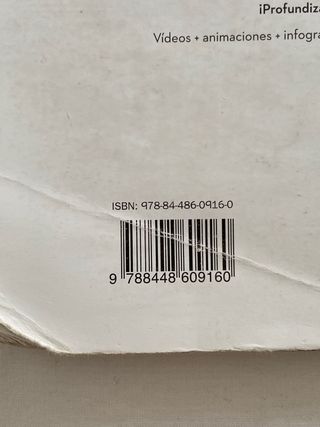 ¡Profundiza
Vídeos + animaciones + infogra
ISBN: 978-84-486-0916-0
9 788448 609160